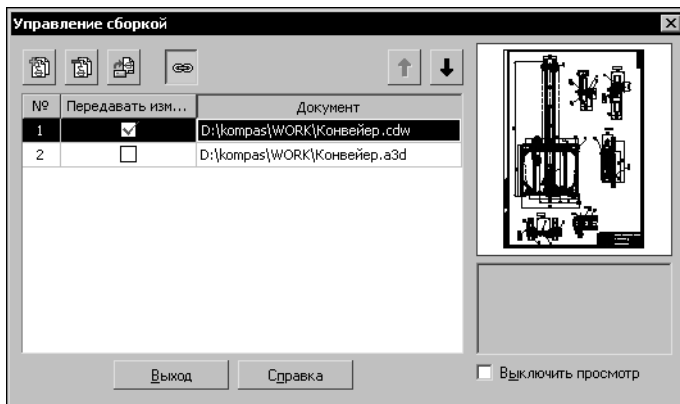 Управление сборкой
№ Передавать изм... Документ
1 D:\kompas\WORK\Конвейер.cdw
2 D:\kompas\WORK\Конвейер.a3d
Выход Справка
Выключить просмотр